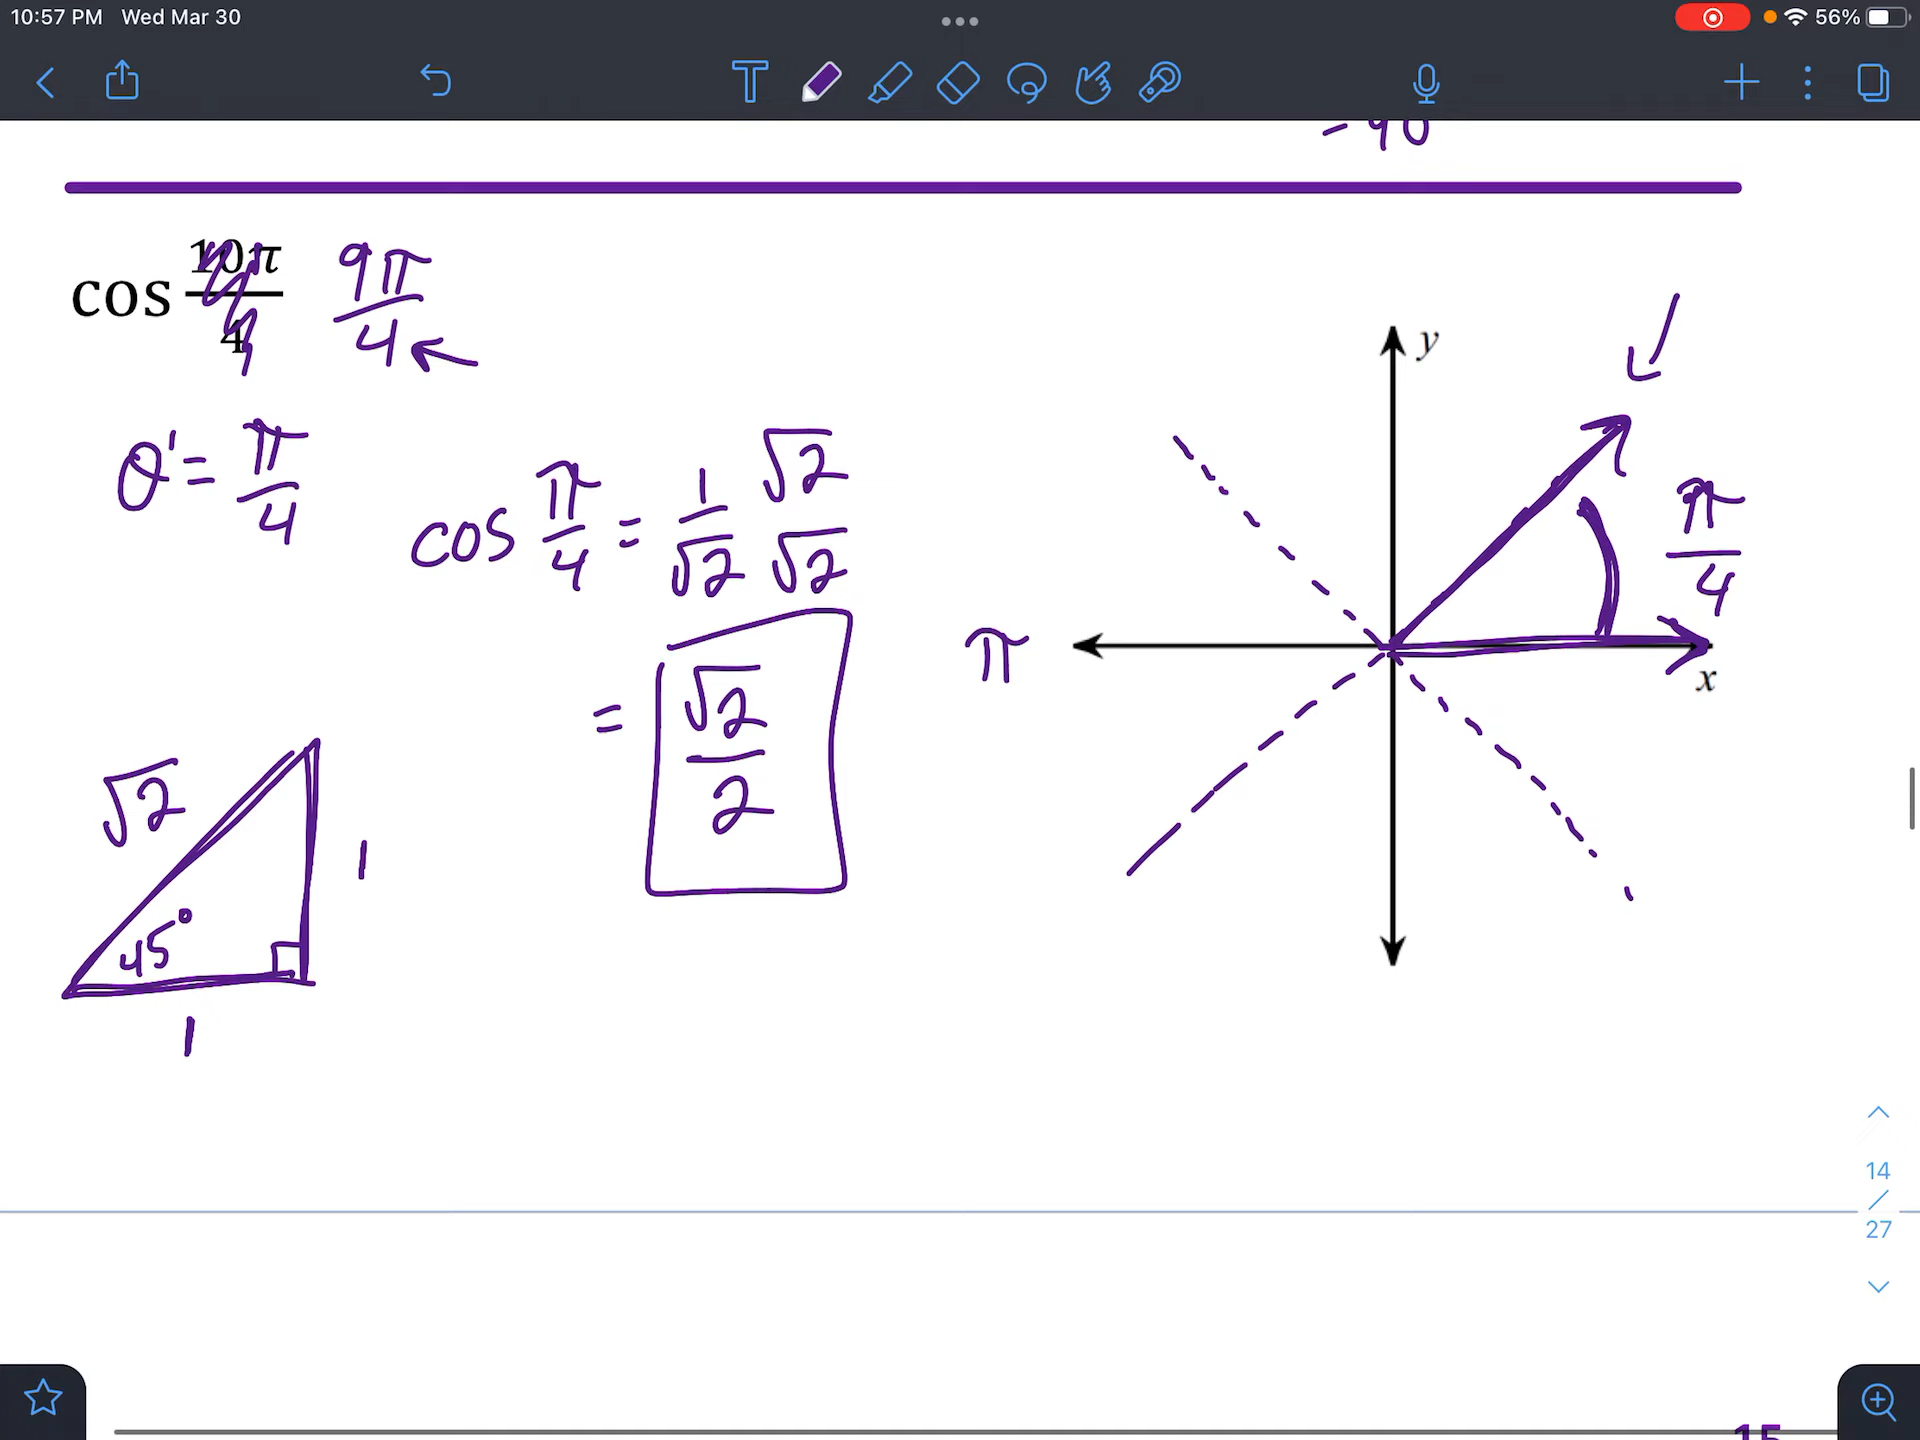 10:57 PM Wed Mar 30
56%
T
- 90
cos 10π/4 9π/4
θ' = π/4
cos π/4 = 1/√2 √2/√2
= √2/2
√2
1
45°
1
y
π/4
π
x
14
/
27
15